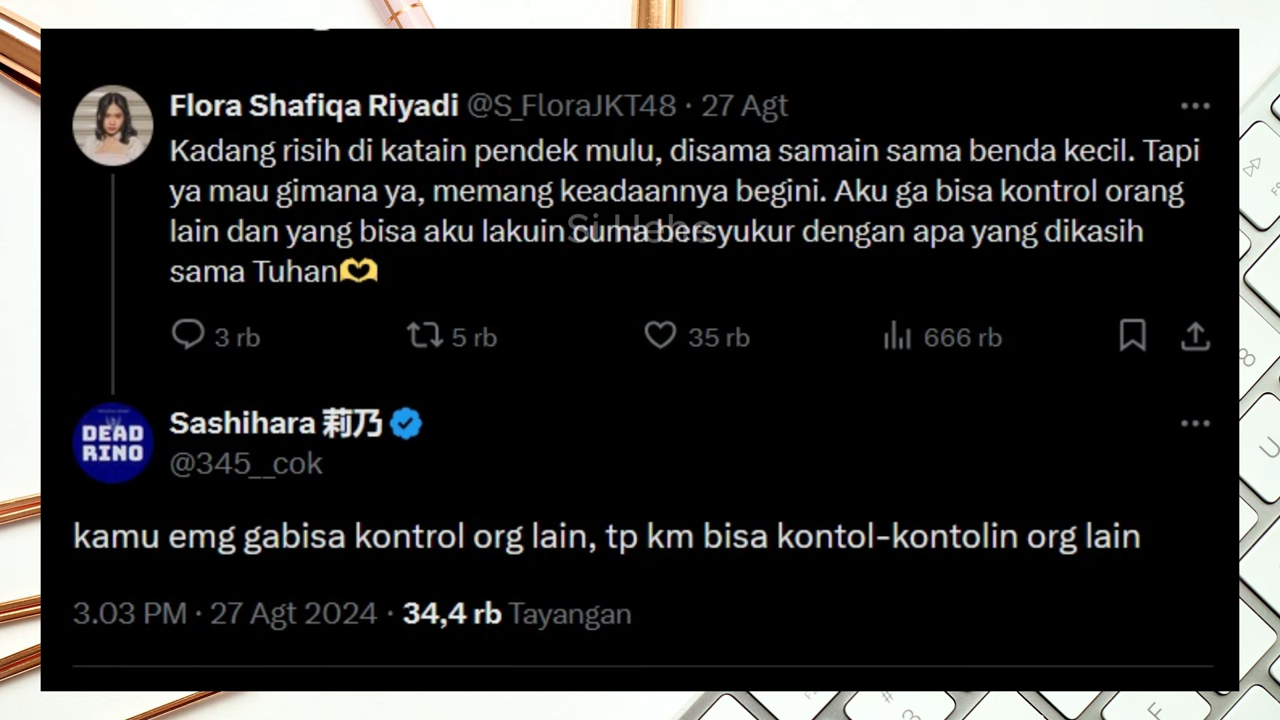 Flora Shafiqa Riyadi @S_FloraJKT48 · 27 Agt
Kadang risih di katain pendek mulu, disama samain sama benda kecil. Tapi
ya mau gimana ya, memang keadaannya begini. Aku ga bisa kontrol orang
lain dan yang bisa aku lakuin cuma bersyukur dengan apa yang dikasih
sama Tuhan🫶
Si Hebe
3 rb 5 rb 35 rb 666 rb
DEAD
RINO
Sashihara 莉乃
@345__cok
kamu emg gabisa kontrol org lain, tp km bisa kontol-kontolin org lain
3.03 PM · 27 Agt 2024 · 34,4 rb Tayangan
8
U
F
#
3